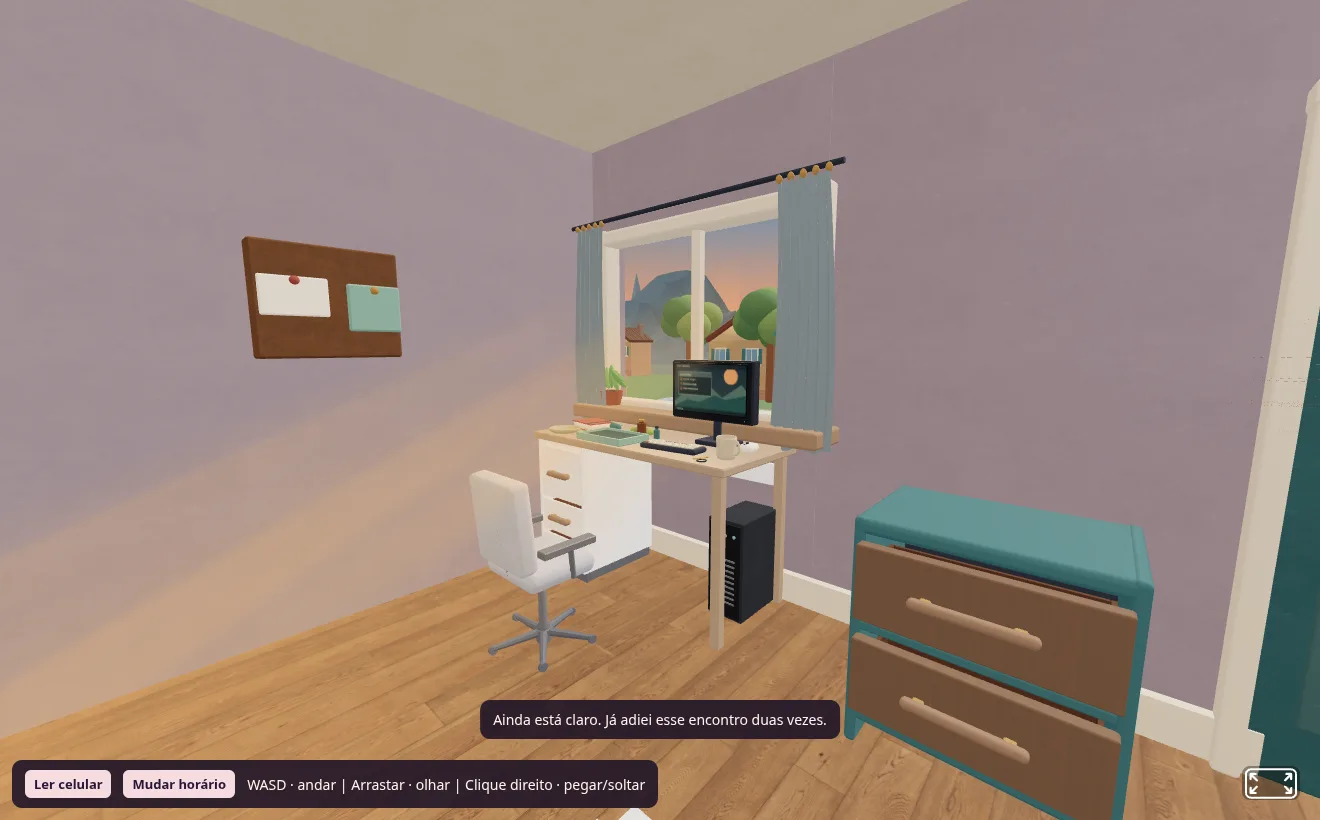 Ainda está claro. Já adiei esse encontro duas vezes.
Ler celular
Mudar horário
WASD · andar | Arrastar · olhar | Clique direito · pegar/soltar